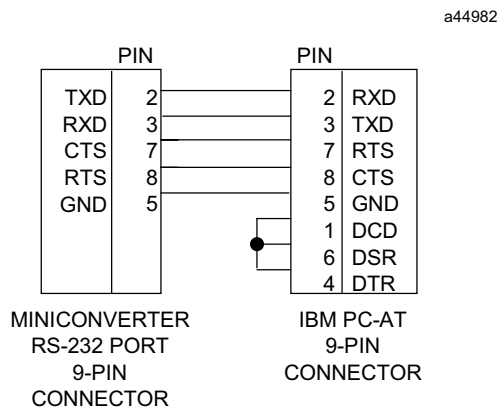 a44982
PIN PIN
TXD 2 2 RXD
RXD 3 3 TXD
CTS 7 7 RTS
RTS 8 8 CTS
GND 5 5 GND
1 DCD
6 DSR
4 DTR
MINICONVERTER
RS-232 PORT
9-PIN
CONNECTOR
IBM PC-AT
9-PIN
CONNECTOR